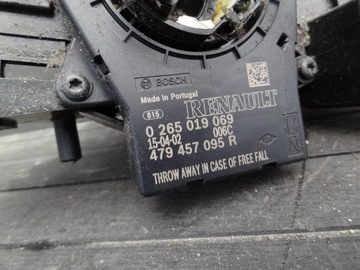 BOSCH
Made in Portugal
RENAULT
815
0 265 019 069
15-04-02 006C
479 457 095 R
THROW AWAY IN CASE OF FREE FALL